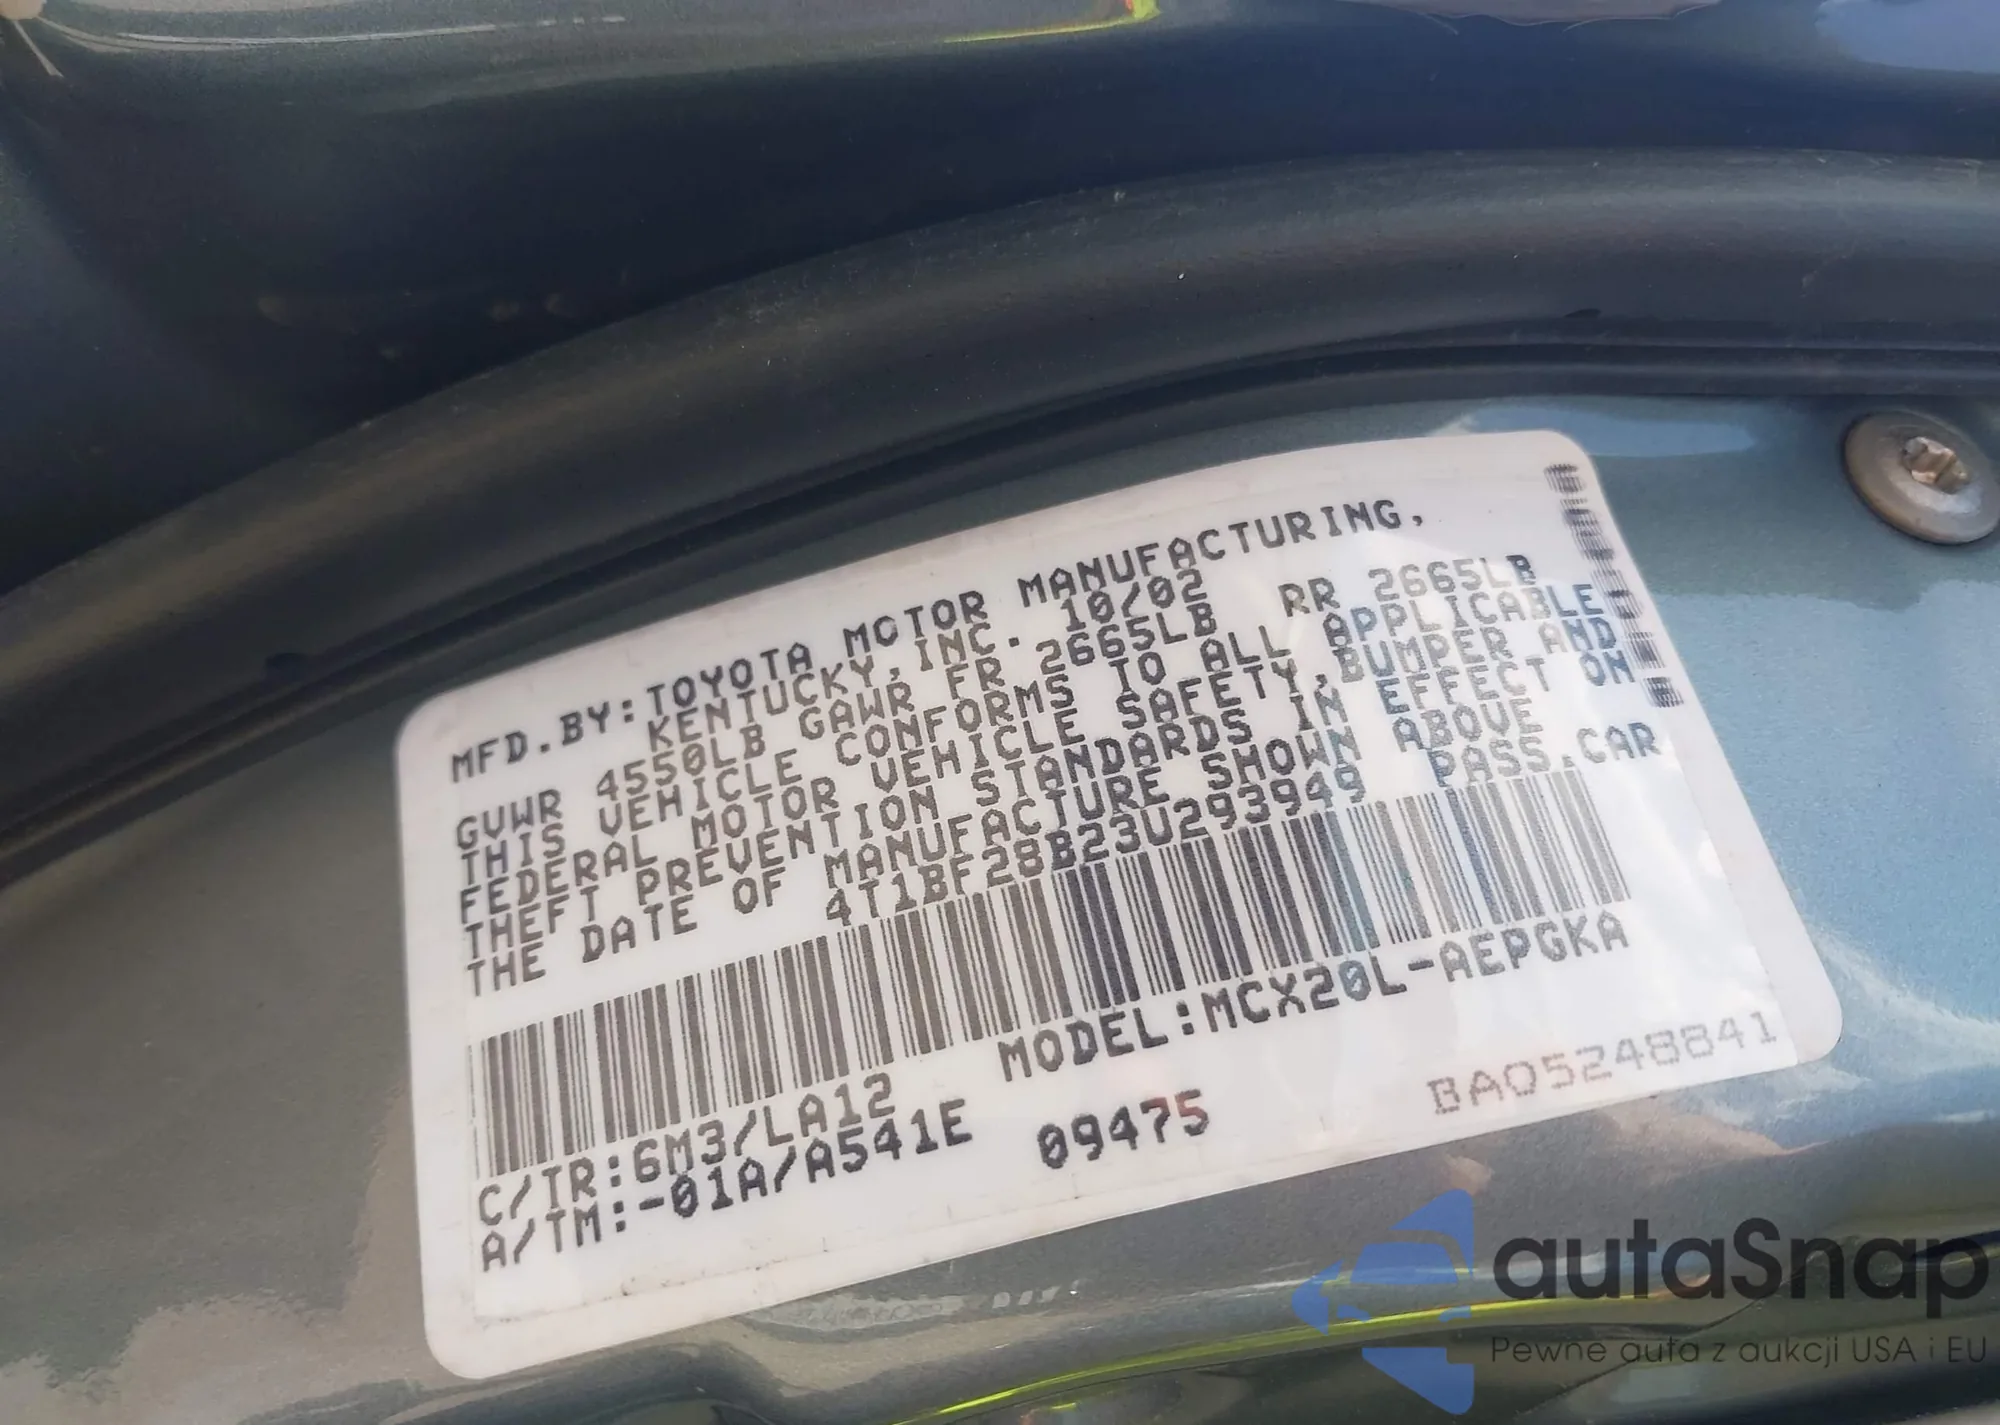 MFD.BY:TOYOTA MOTOR MANUFACTURING,
KENTUCKY,INC. 10/02
GVWR 4550LB GAWR FR 2665LB RR 2665LB
THIS VEHICLE CONFORMS TO ALL APPLICABLE
FEDERAL MOTOR VEHICLE SAFETY,BUMPER AND
THEFT PREVENTION STANDARDS IN EFFECT ON
THE DATE OF MANUFACTURE SHOWN ABOVE
4T1BF28B23U293949 PASS.CAR
MODEL:MCX20L-AEPGKA
C/TR:6M3/LA12
A/TM:-01A/A541E 09475
BA05248841
autaSnap
Pewne auta z aukcji USA i EU